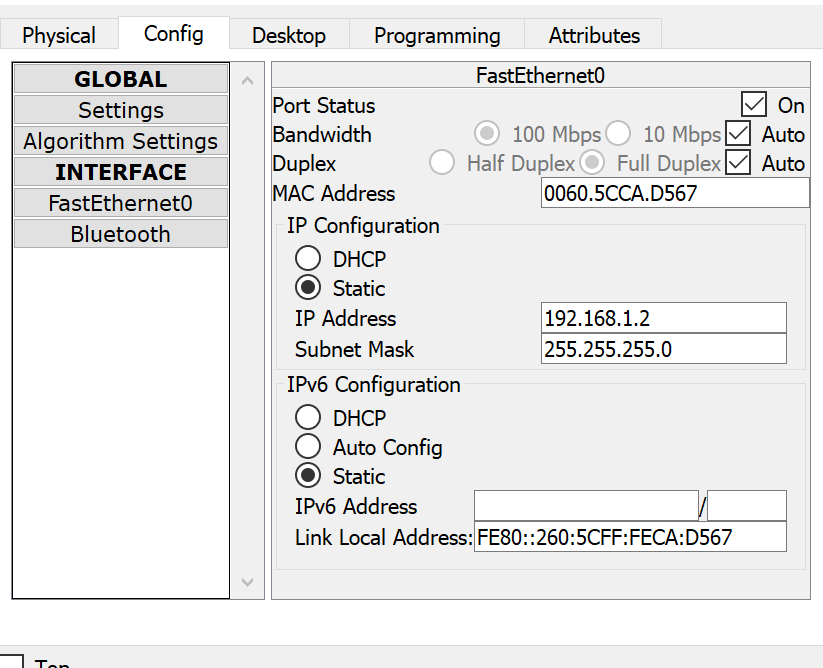 Physical Config Desktop Programming Attributes
GLOBAL
Settings
Algorithm Settings
INTERFACE
FastEthernet0
Bluetooth
FastEthernet0
Port Status On
Bandwidth 100 Mbps 10 Mbps Auto
Duplex Half Duplex Full Duplex Auto
MAC Address 0060.5CCA.D567
IP Configuration
DHCP
Static
IP Address 192.168.1.2
Subnet Mask 255.255.255.0
IPv6 Configuration
DHCP
Auto Config
Static
IPv6 Address /
Link Local Address: FE80::260:5CFF:FECA:D567
Top